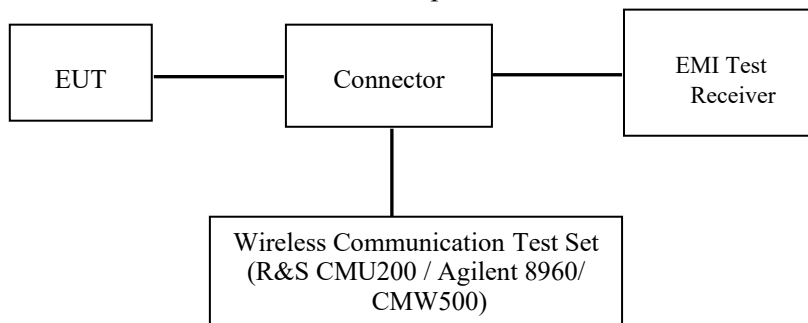 EUT
Connector
EMI Test
Receiver
Wireless Communication Test Set
(R&S CMU200 / Agilent 8960/
CMW500)